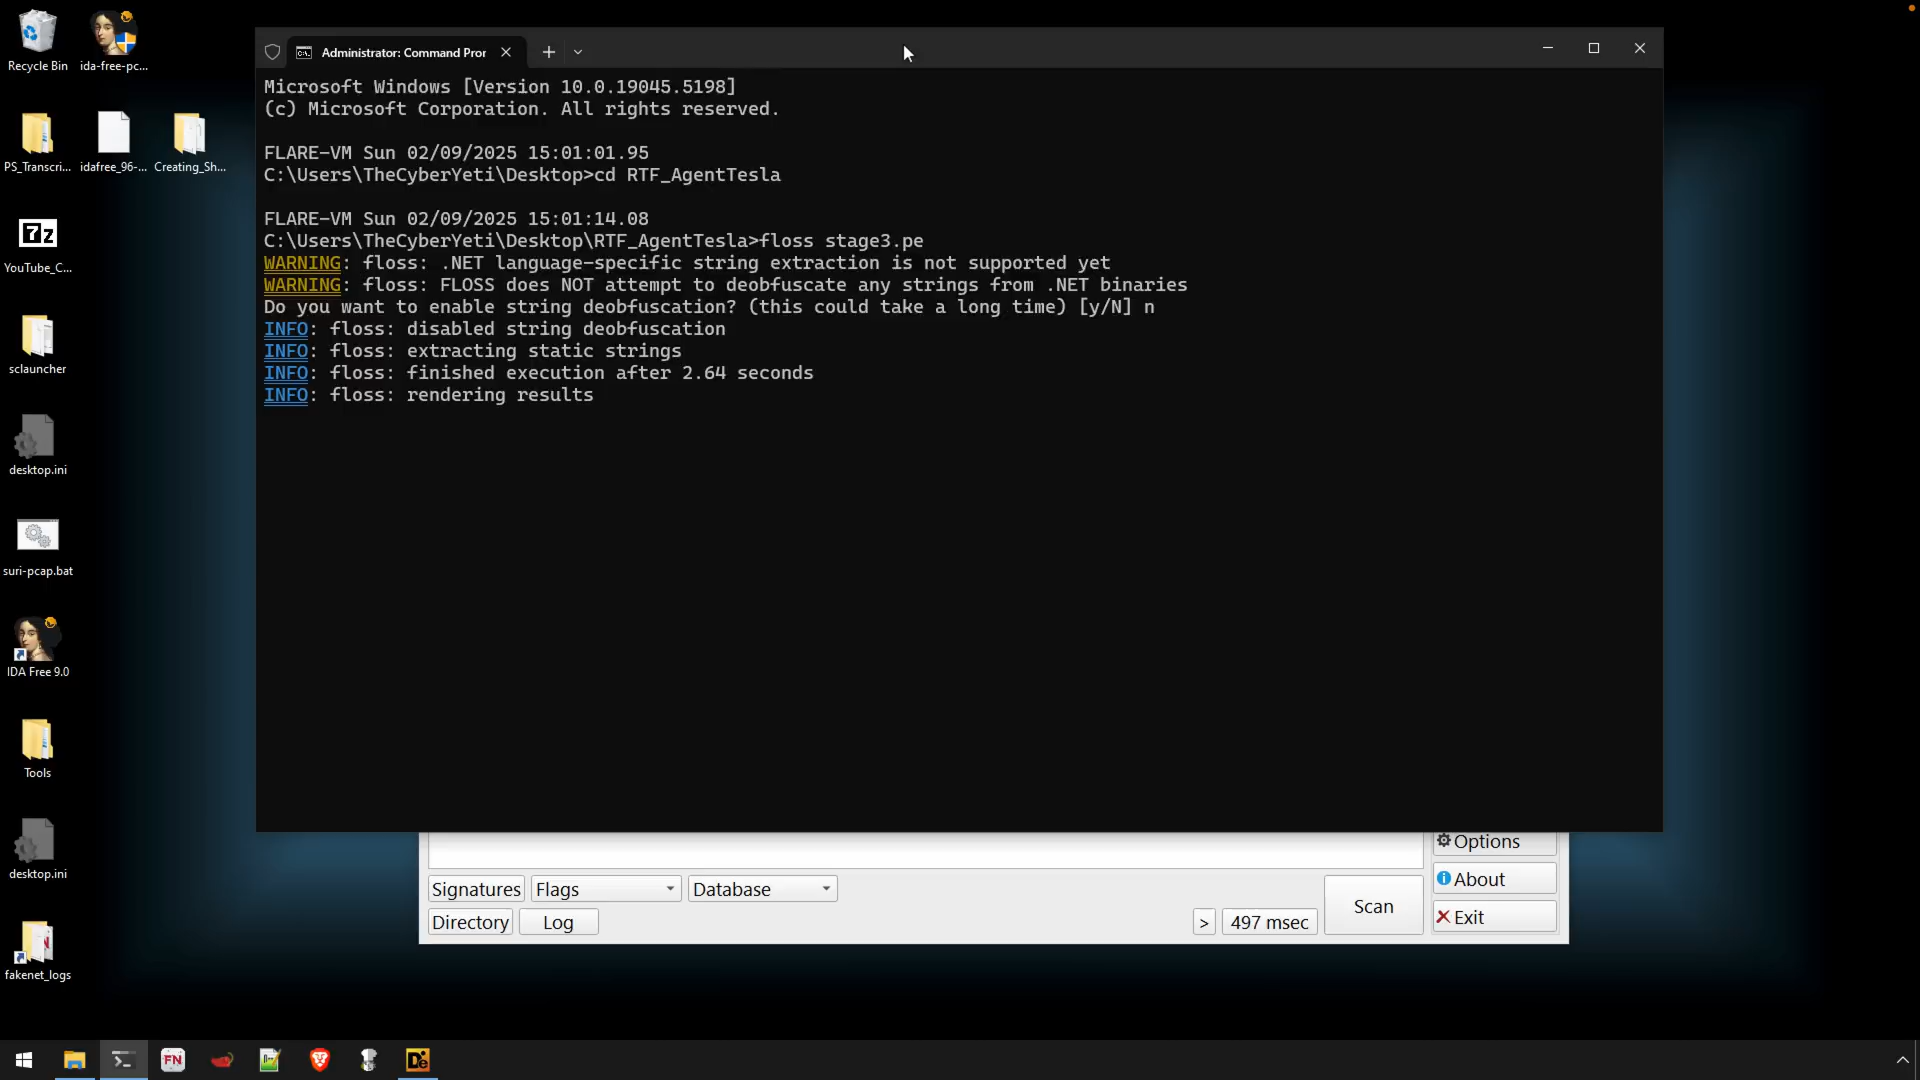 Recycle Bin
ida-free-pc...
PS_Transcri...
idafree_96-...
Creating_Sh...
7z
YouTube_C...
sclauncher
desktop.ini
suri-pcap.bat
IDA Free 9.0
Tools
desktop.ini
fakenet_logs
Administrator: Command Pror
Microsoft Windows [Version 10.0.19045.5198]
(c) Microsoft Corporation. All rights reserved.
FLARE-VM Sun 02/09/2025 15:01:01.95
C:\Users\TheCyberYeti\Desktop>cd RTF_AgentTesla
FLARE-VM Sun 02/09/2025 15:01:14.08
C:\Users\TheCyberYeti\Desktop\RTF_AgentTesla>floss stage3.pe
WARNING: floss: .NET language-specific string extraction is not supported yet
WARNING: floss: FLOSS does NOT attempt to deobfuscate any strings from .NET binaries
Do you want to enable string deobfuscation? (this could take a long time) [y/N] n
INFO: floss: disabled string deobfuscation
INFO: floss: extracting static strings
INFO: floss: finished execution after 2.64 seconds
INFO: floss: rendering results
Options
Signatures Flags Database
About
Scan
Directory Log > 497 msec
Exit
FN
De